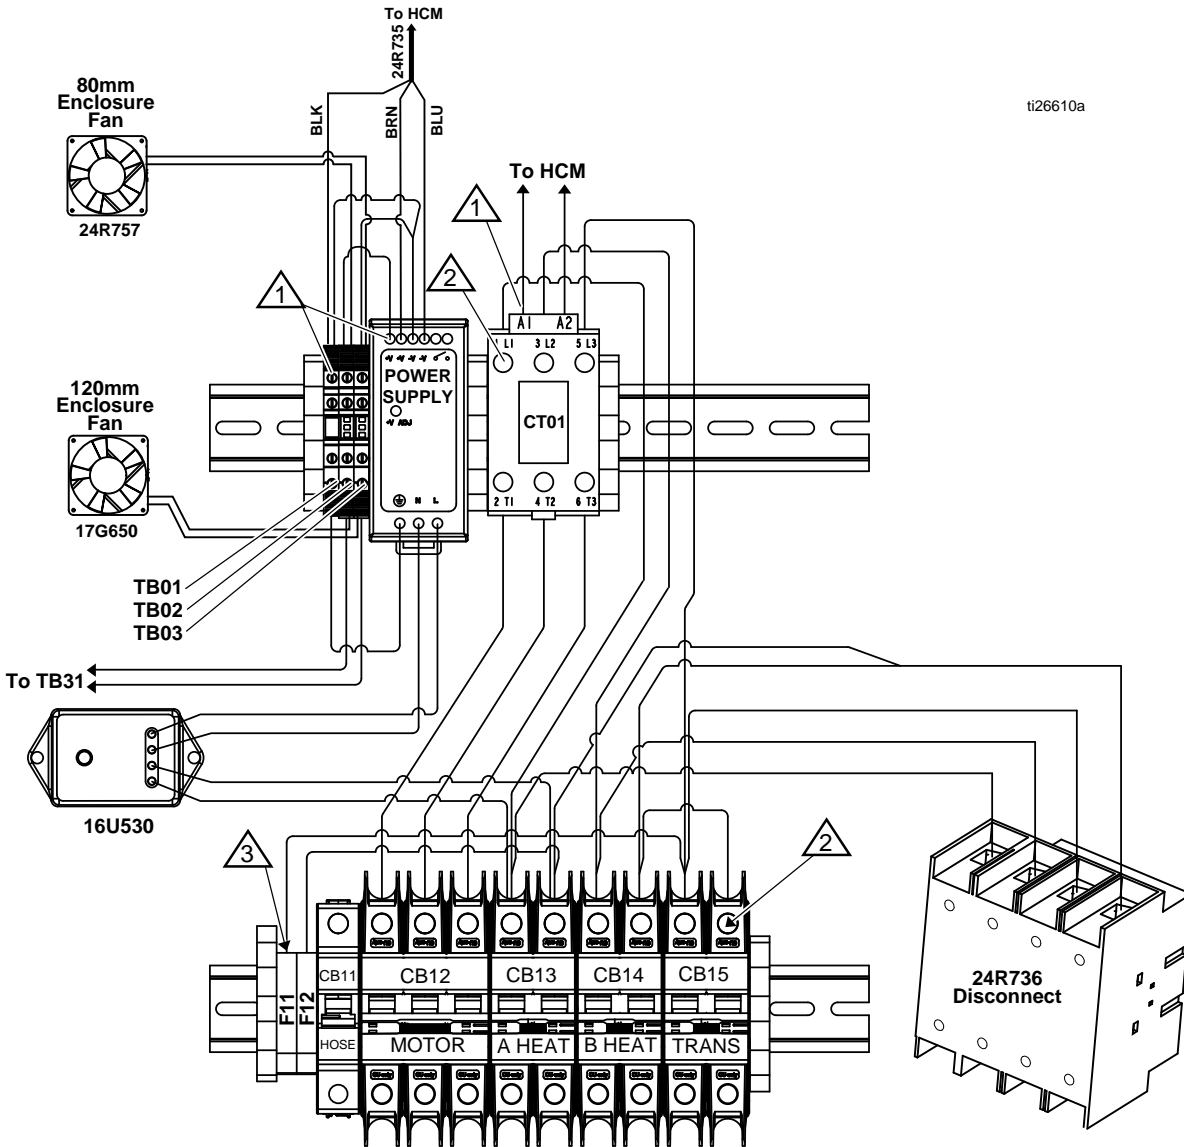 To HCM
24R735
80mm
Enclosure
Fan
24R757
BLK
BRN
BLU
ti26610a
To HCM
1
2
1
A1 A2
1 L1 3 L2 5 L3
+V +V -V -V
POWER
SUPPLY
+V ADJ
CT01
N L
2 T1 4 T2 6 T3
120mm
Enclosure
Fan
17G650
TB01
TB02
TB03
To TB31
16U530
3
2
F11
F12
CB11 CB12 CB13 CB14 CB15
HOSE MOTOR A HEAT B HEAT TRANS
24R736
Disconnect